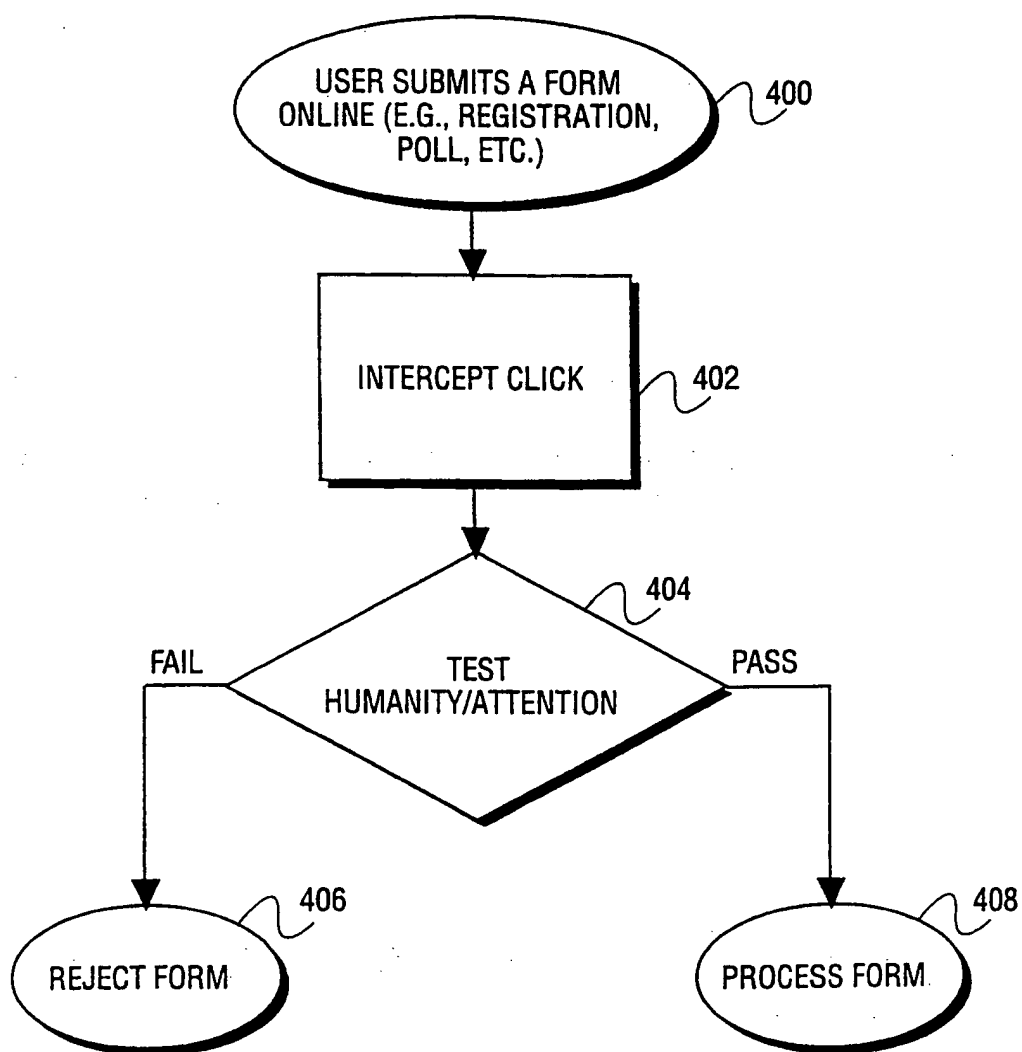 USER SUBMITS A FORM
ONLINE (E.G., REGISTRATION,
POLL, ETC.)
400
INTERCEPT CLICK
402
404
FAIL
TEST
HUMANITY/ATTENTION
PASS
406
REJECT FORM
408
PROCESS FORM